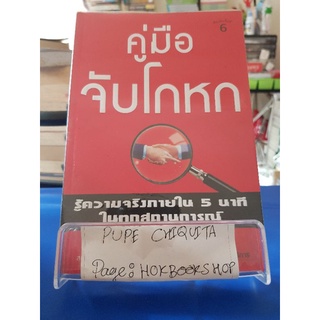 6
คู่มือ
จับโกหก
รู้ความจริงภายใน 5 นาที
ในทุกสถานการณ์
PUPE CHIQUITA
Page: HOKBOOKSHOP